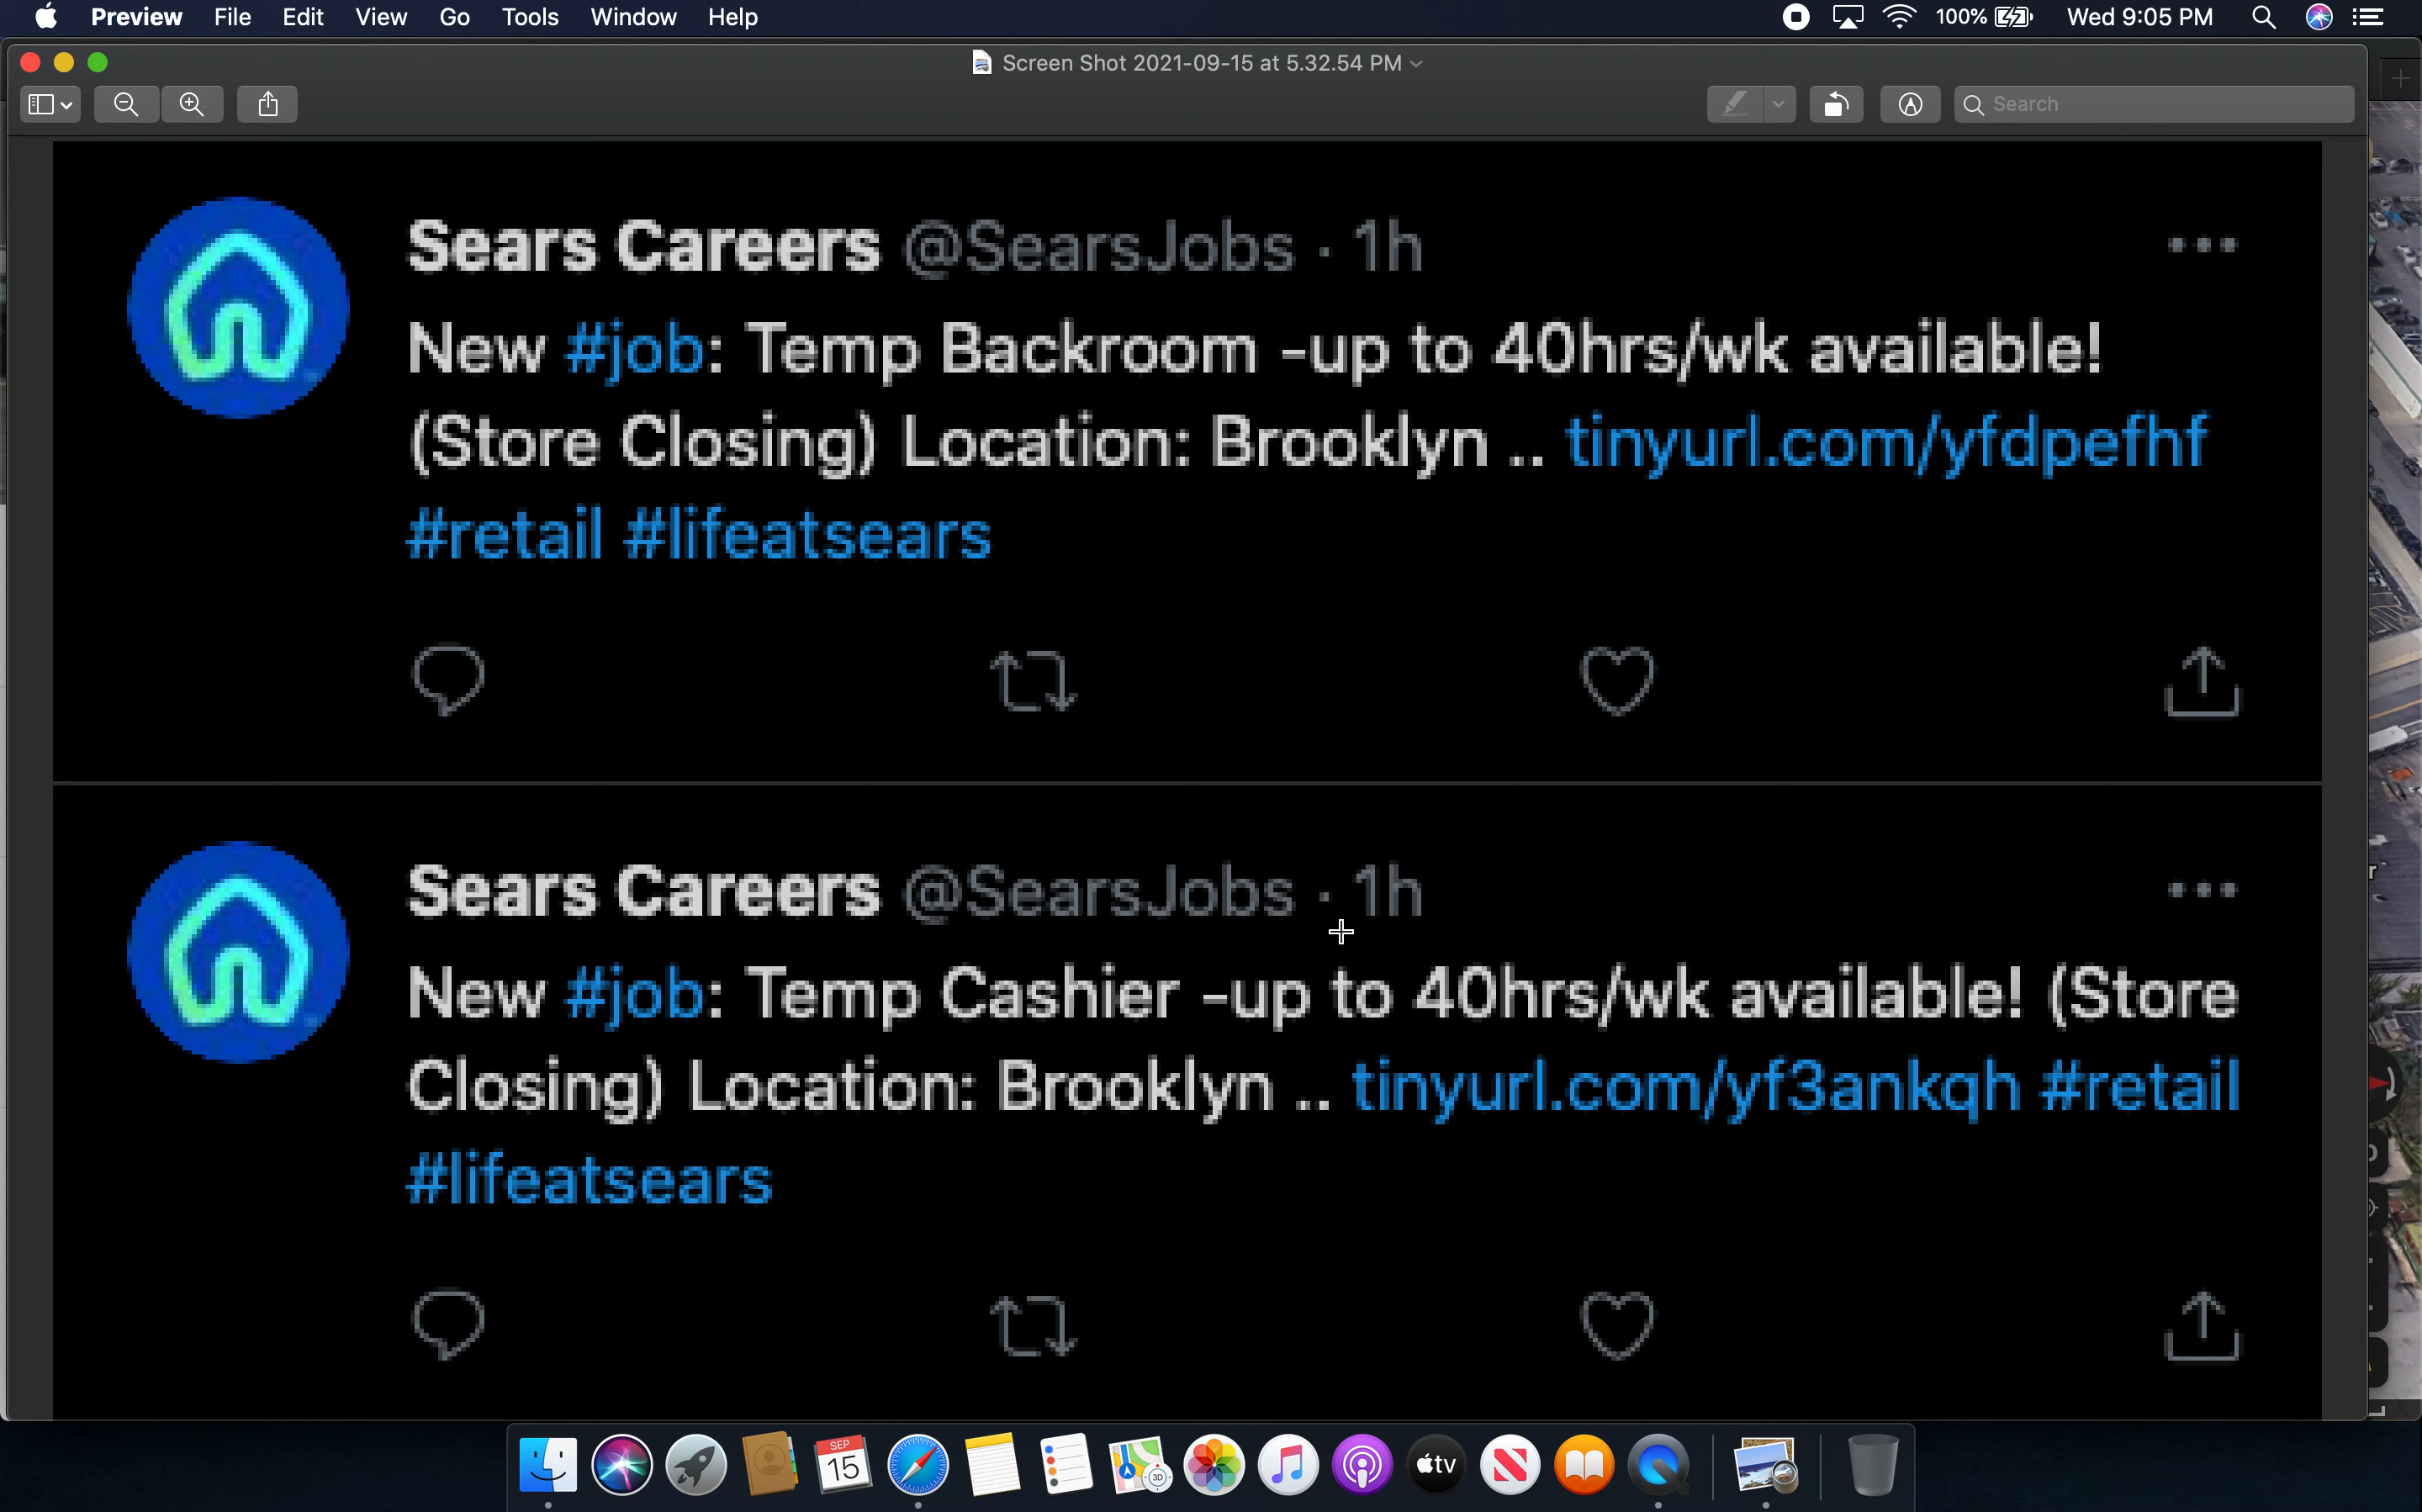 Preview File Edit View Go Tools Window Help 100% Wed 9:05 PM
Screen Shot 2021-09-15 at 5.32.54 PM
Search
Sears Careers @SearsJobs · 1h
New #job: Temp Backroom -up to 40hrs/wk available!
(Store Closing) Location: Brooklyn .. tinyurl.com/yfdpefhf
#retail #lifeatsears
Sears Careers @SearsJobs · 1h
New #job: Temp Cashier -up to 40hrs/wk available! (Store
Closing) Location: Brooklyn .. tinyurl.com/yf3ankqh #retail
#lifeatsears
SEP
15
3D
tv